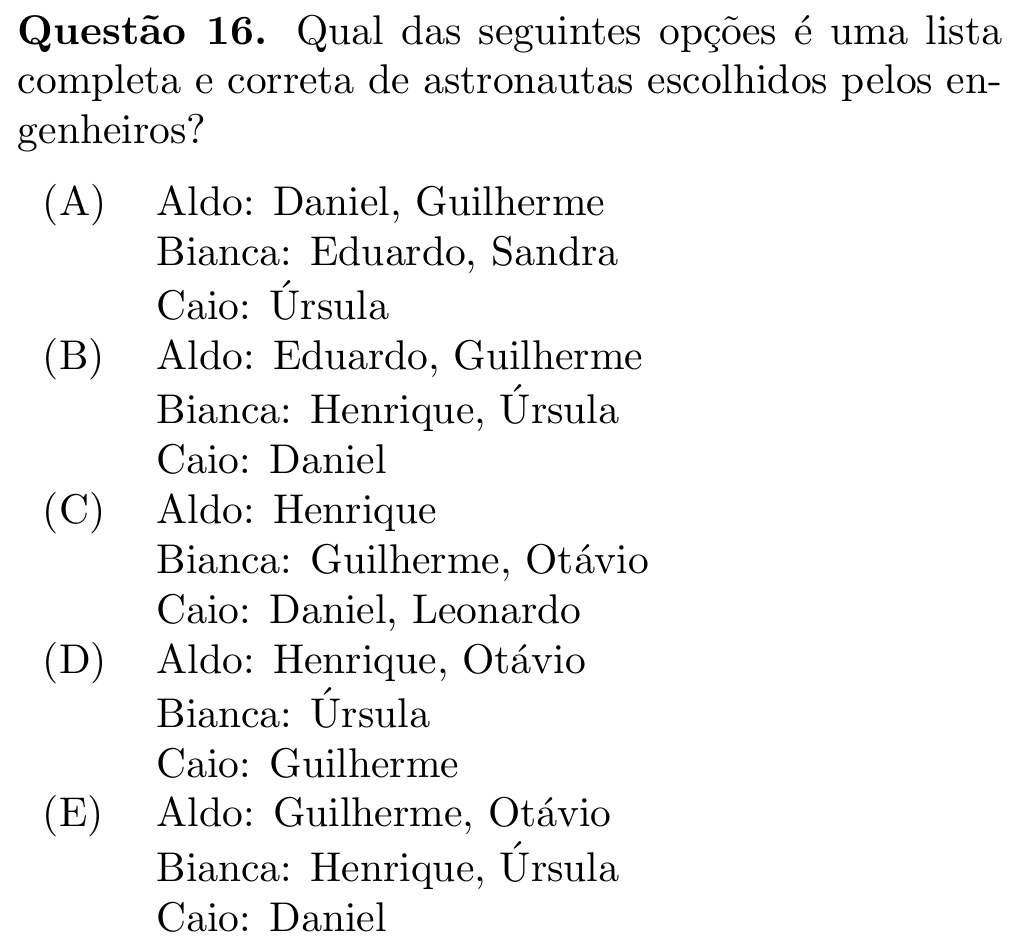 Questão 16. Qual das seguintes opções é uma lista
completa e correta de astronautas escolhidos pelos en-
genheiros?
(A) Aldo: Daniel, Guilherme
Bianca: Eduardo, Sandra
Caio: Úrsula
(B) Aldo: Eduardo, Guilherme
Bianca: Henrique, Úrsula
Caio: Daniel
(C) Aldo: Henrique
Bianca: Guilherme, Otávio
Caio: Daniel, Leonardo
(D) Aldo: Henrique, Otávio
Bianca: Úrsula
Caio: Guilherme
(E) Aldo: Guilherme, Otávio
Bianca: Henrique, Úrsula
Caio: Daniel